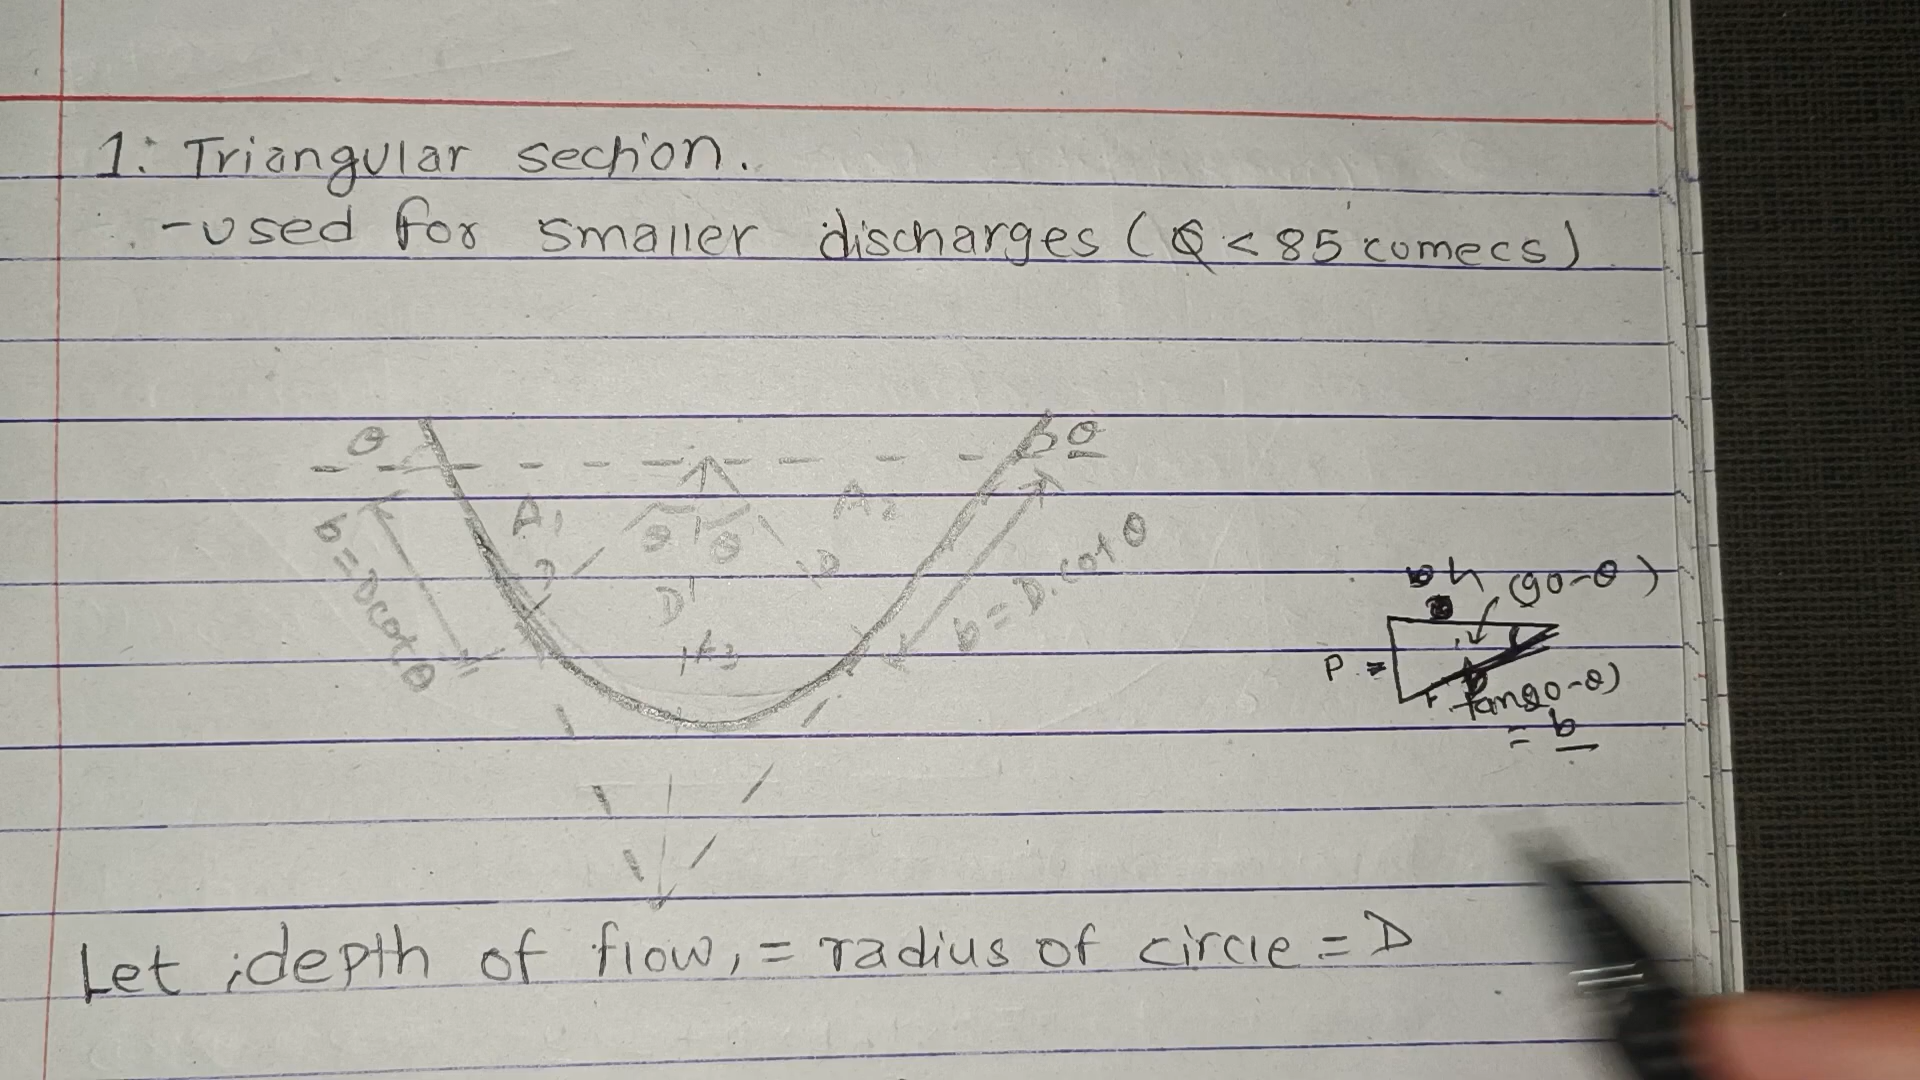 1. Triangular section.
-used for smaller discharges (Q < 85 cumecs)
θ
θ
A1
A2
θ
θ
D
D
b = D cot θ
b = D. cot θ
A3
h (90-θ)
P =
tan 90-θ)
= b
Let, depth of flow, = radius of circle = D